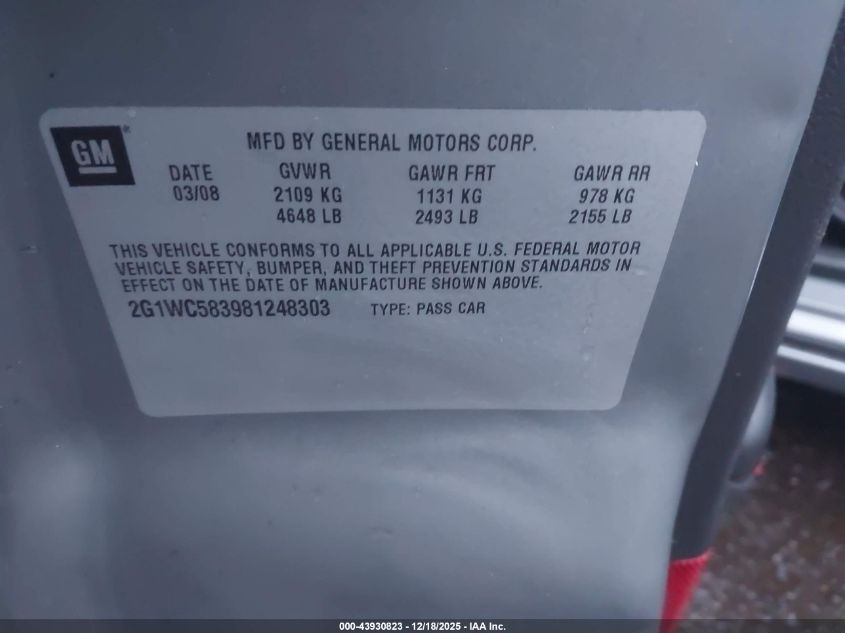 GM
MFD BY GENERAL MOTORS CORP.
DATE GVWR GAWR FRT GAWR RR
03/08 2109 KG 1131 KG 978 KG
4648 LB 2493 LB 2155 LB
THIS VEHICLE CONFORMS TO ALL APPLICABLE U.S. FEDERAL MOTOR
VEHICLE SAFETY, BUMPER, AND THEFT PREVENTION STANDARDS IN
EFFECT ON THE DATE OF MANUFACTURE SHOWN ABOVE.
2G1WC583981248303 TYPE: PASS CAR
000-43930823 - 12/18/2025 - IAA Inc.